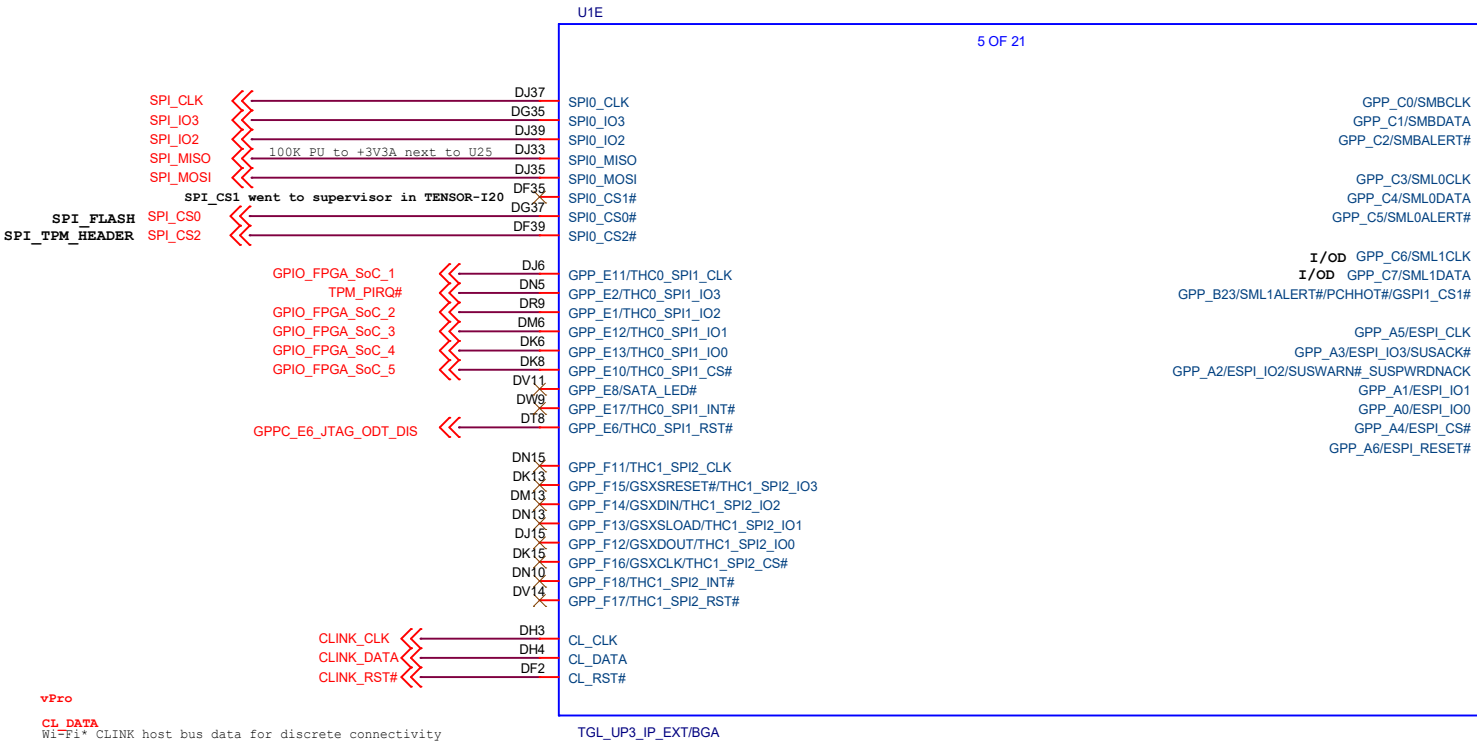 U1E
5 OF 21
SPI_CLK DJ37 SPI0_CLK GPP_C0/SMBCLK
SPI_IO3 DG35 SPI0_IO3 GPP_C1/SMBDATA
SPI_IO2 DJ39 SPI0_IO2 GPP_C2/SMBALERT#
SPI_MISO 100K PU to +3V3A next to U25 DJ33 SPI0_MISO
SPI_MOSI DJ35 SPI0_MOSI GPP_C3/SML0CLK
SPI_CS1 went to supervisor in TENSOR-I20 DF35 SPI0_CS1# GPP_C4/SML0DATA
SPI_FLASH SPI_CS0 DG37 SPI0_CS0# GPP_C5/SML0ALERT#
SPI_TPM_HEADER SPI_CS2 DF39 SPI0_CS2#
I/OD GPP_C6/SML1CLK
GPIO_FPGA_SoC_1 DJ6 GPP_E11/THC0_SPI1_CLK I/OD GPP_C7/SML1DATA
TPM_PIRQ# DN5 GPP_E2/THC0_SPI1_IO3 GPP_B23/SML1ALERT#/PCHHOT#/GSPI1_CS1#
GPIO_FPGA_SoC_2 DR9 GPP_E1/THC0_SPI1_IO2
GPIO_FPGA_SoC_3 DM6 GPP_E12/THC0_SPI1_IO1 GPP_A5/ESPI_CLK
GPIO_FPGA_SoC_4 DK6 GPP_E13/THC0_SPI1_IO0 GPP_A3/ESPI_IO3/SUSACK#
GPIO_FPGA_SoC_5 DK8 GPP_E10/THC0_SPI1_CS# GPP_A2/ESPI_IO2/SUSWARN#_SUSPWRDNACK
DV11 GPP_E8/SATA_LED# GPP_A1/ESPI_IO1
DW9 GPP_E17/THC0_SPI1_INT# GPP_A0/ESPI_IO0
GPPC_E6_JTAG_ODT_DIS DT8 GPP_E6/THC0_SPI1_RST# GPP_A4/ESPI_CS#
GPP_A6/ESPI_RESET#
DN15 GPP_F11/THC1_SPI2_CLK
DK13 GPP_F15/GSXSRESET#/THC1_SPI2_IO3
DM13 GPP_F14/GSXDIN/THC1_SPI2_IO2
DN13 GPP_F13/GSXSLOAD/THC1_SPI2_IO1
DJ15 GPP_F12/GSXDOUT/THC1_SPI2_IO0
DK15 GPP_F16/GSXCLK/THC1_SPI2_CS#
DN10 GPP_F18/THC1_SPI2_INT#
DV14 GPP_F17/THC1_SPI2_RST#
CLINK_CLK DH3 CL_CLK
CLINK_DATA DH4 CL_DATA
CLINK_RST# DF2 CL_RST#
vPro
CL_DATA
Wi-Fi* CLINK host bus data for discrete connectivity
TGL_UP3_IP_EXT/BGA